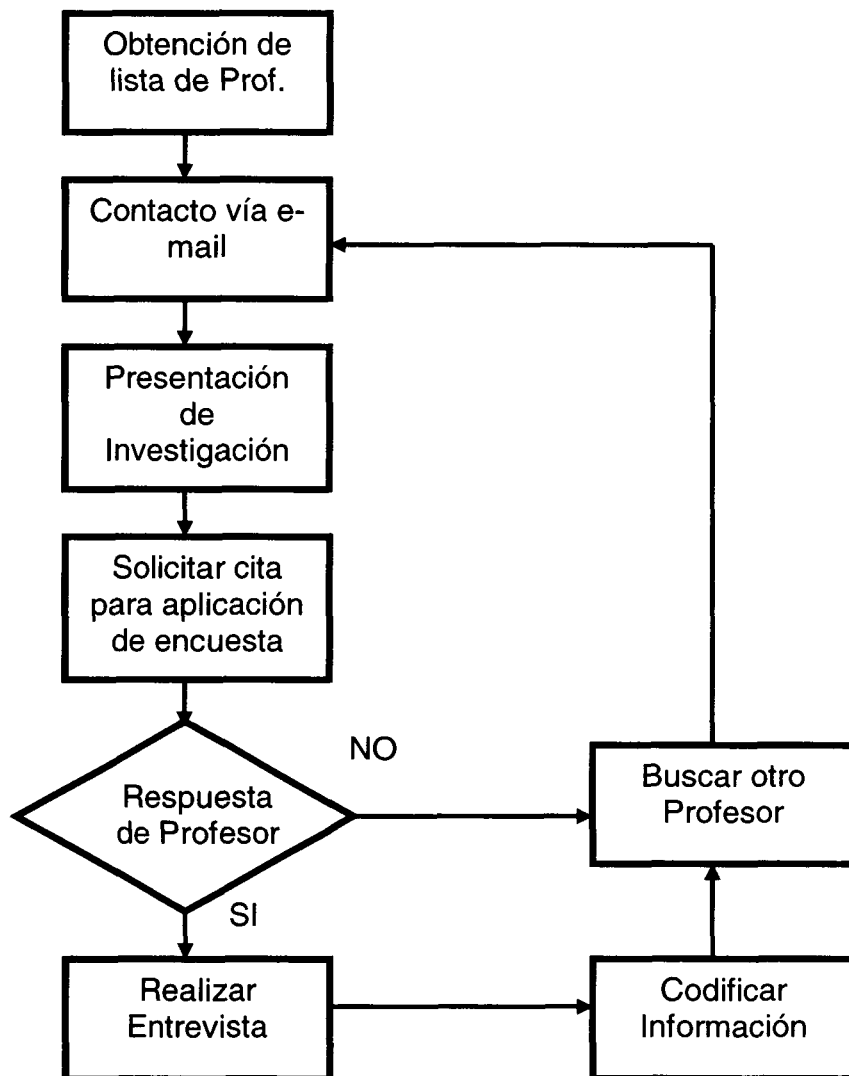 Obtención de
lista de Prof.
Contacto vía e-
mail
Presentación
de
Investigación
Solicitar cita
para aplicación
de encuesta
NO
Respuesta
de Profesor
Buscar otro
Profesor
SI
Realizar
Entrevista
Codificar
Información